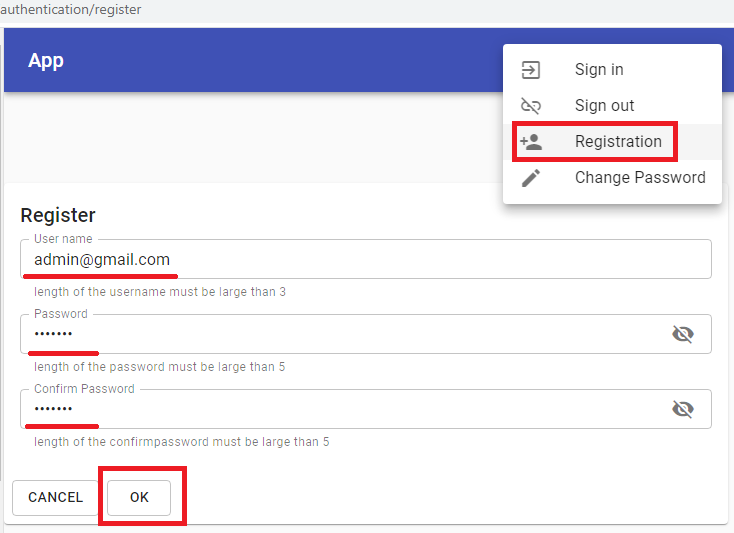 authentication/register
App
Sign in
Sign out
Registration
Change Password
Register
User name
admin@gmail.com
length of the username must be large than 3
Password
•••••••
length of the password must be large than 5
Confirm Password
•••••••
length of the confirmpassword must be large than 5
CANCEL OK